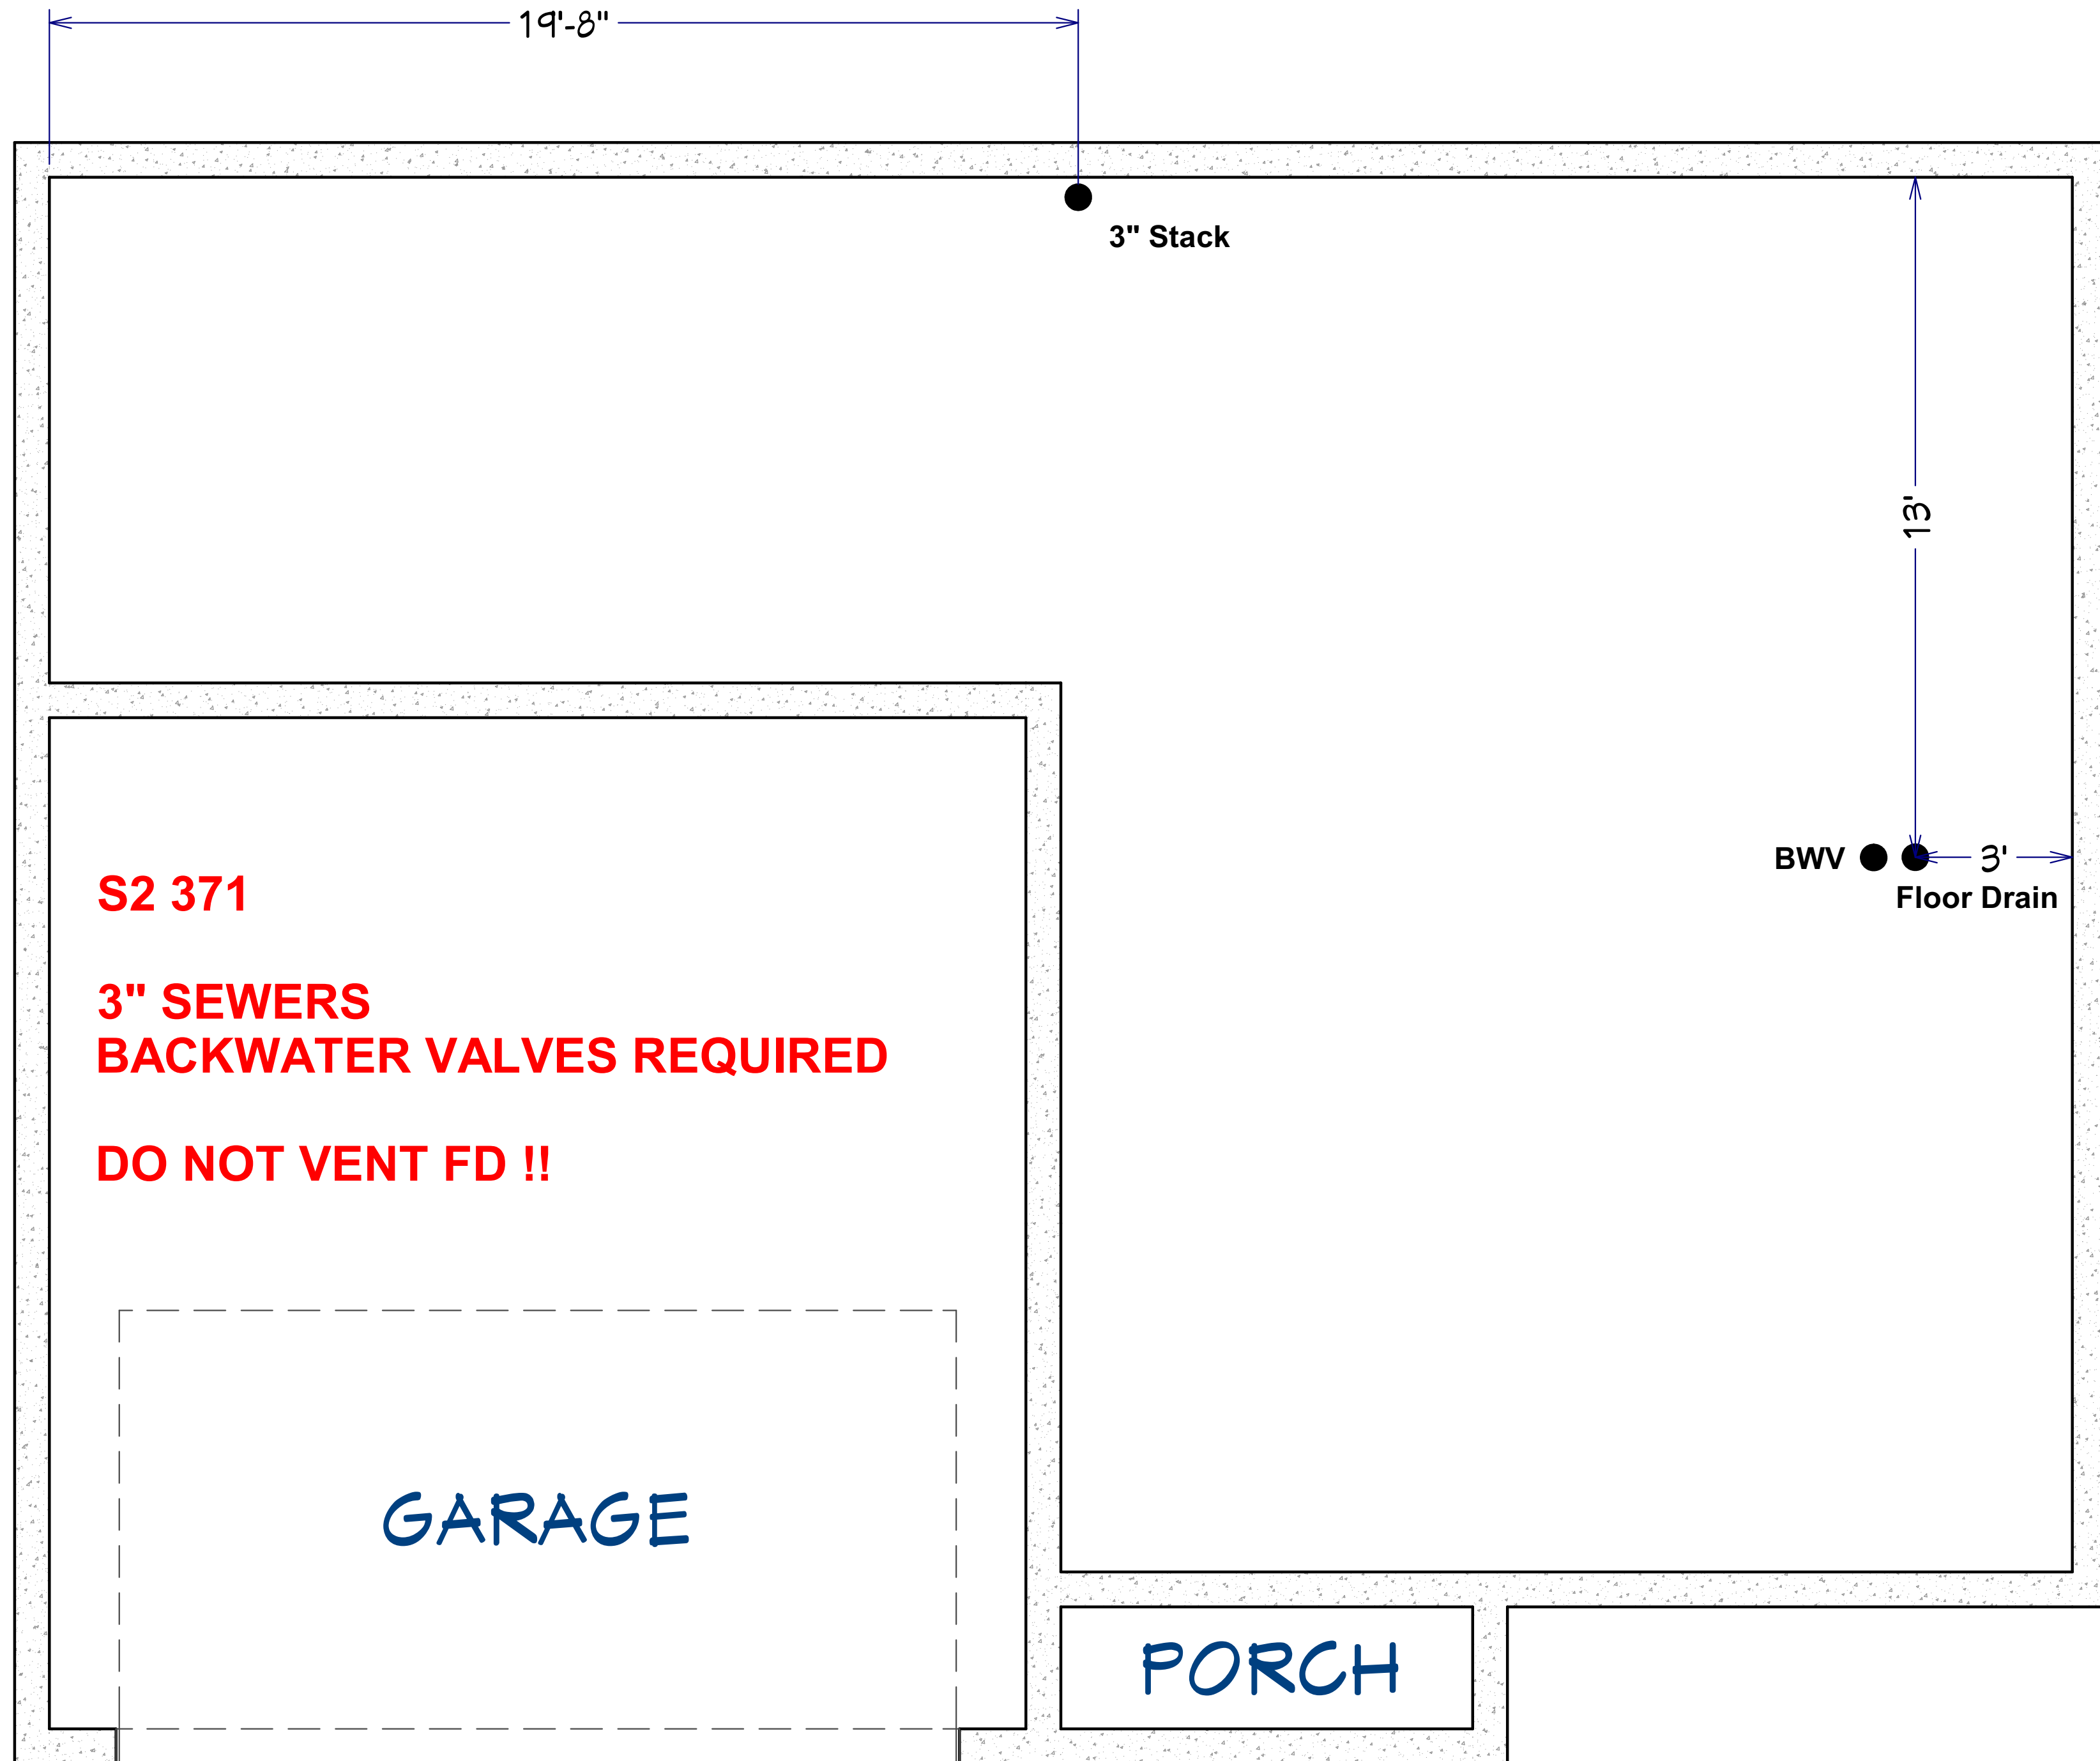 19'-8"
3" Stack
13'
BWV
3'
Floor Drain
S2 371
3" SEWERS
BACKWATER VALVES REQUIRED
DO NOT VENT FD !!
GARAGE
PORCH